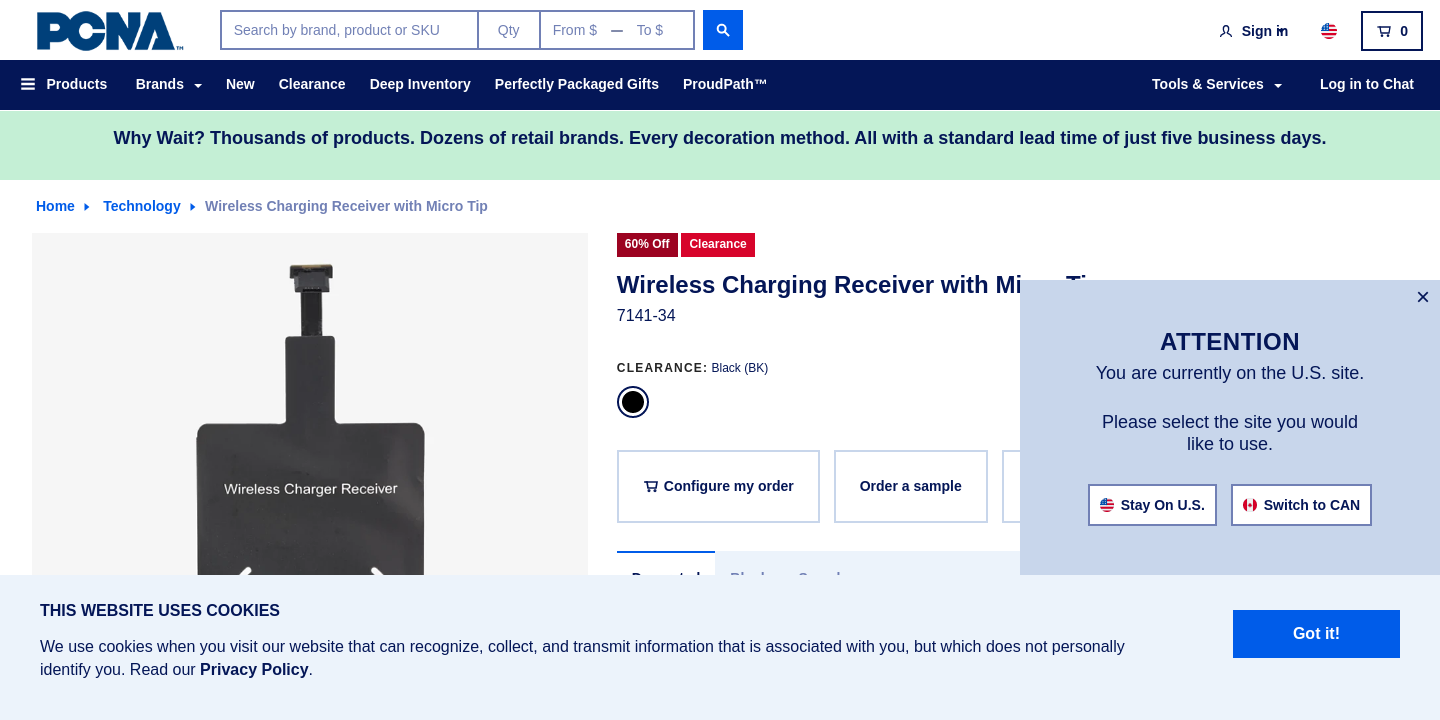 PCNA™
Search by brand, product or SKU
Qty
From $
To $
Sign in
0
Products
Brands
New
Clearance
Deep Inventory
Perfectly Packaged Gifts
ProudPath™
Tools & Services
Log in to Chat
Why Wait? Thousands of products. Dozens of retail brands. Every decoration method. All with a standard lead time of just five business days.
Home
Technology
Wireless Charging Receiver with Micro Tip
Wireless Charger Receiver
60% Off
Clearance
Wireless Charging Receiver with Micro Ti
7141-34
CLEARANCE: Black (BK)
Configure my order
Order a sample
×
ATTENTION
You are currently on the U.S. site.
Please select the site you would
like to use.
Stay On U.S.
Switch to CAN
THIS WEBSITE USES COOKIES
We use cookies when you visit our website that can recognize, collect, and transmit information that is associated with you, but which does not personally
identify you. Read our Privacy Policy.
Got it!